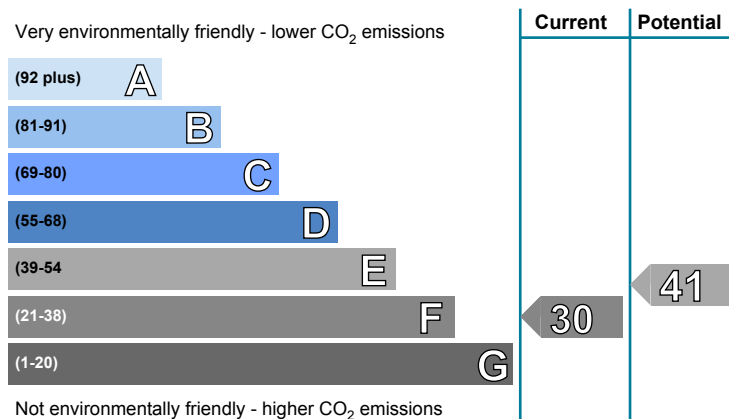 Current Potential
Very environmentally friendly - lower CO₂ emissions
(92 plus) A
(81-91) B
(69-80) C
(55-68) D
(39-54 E
41
(21-38) F
30
(1-20) G
Not environmentally friendly - higher CO₂ emissions